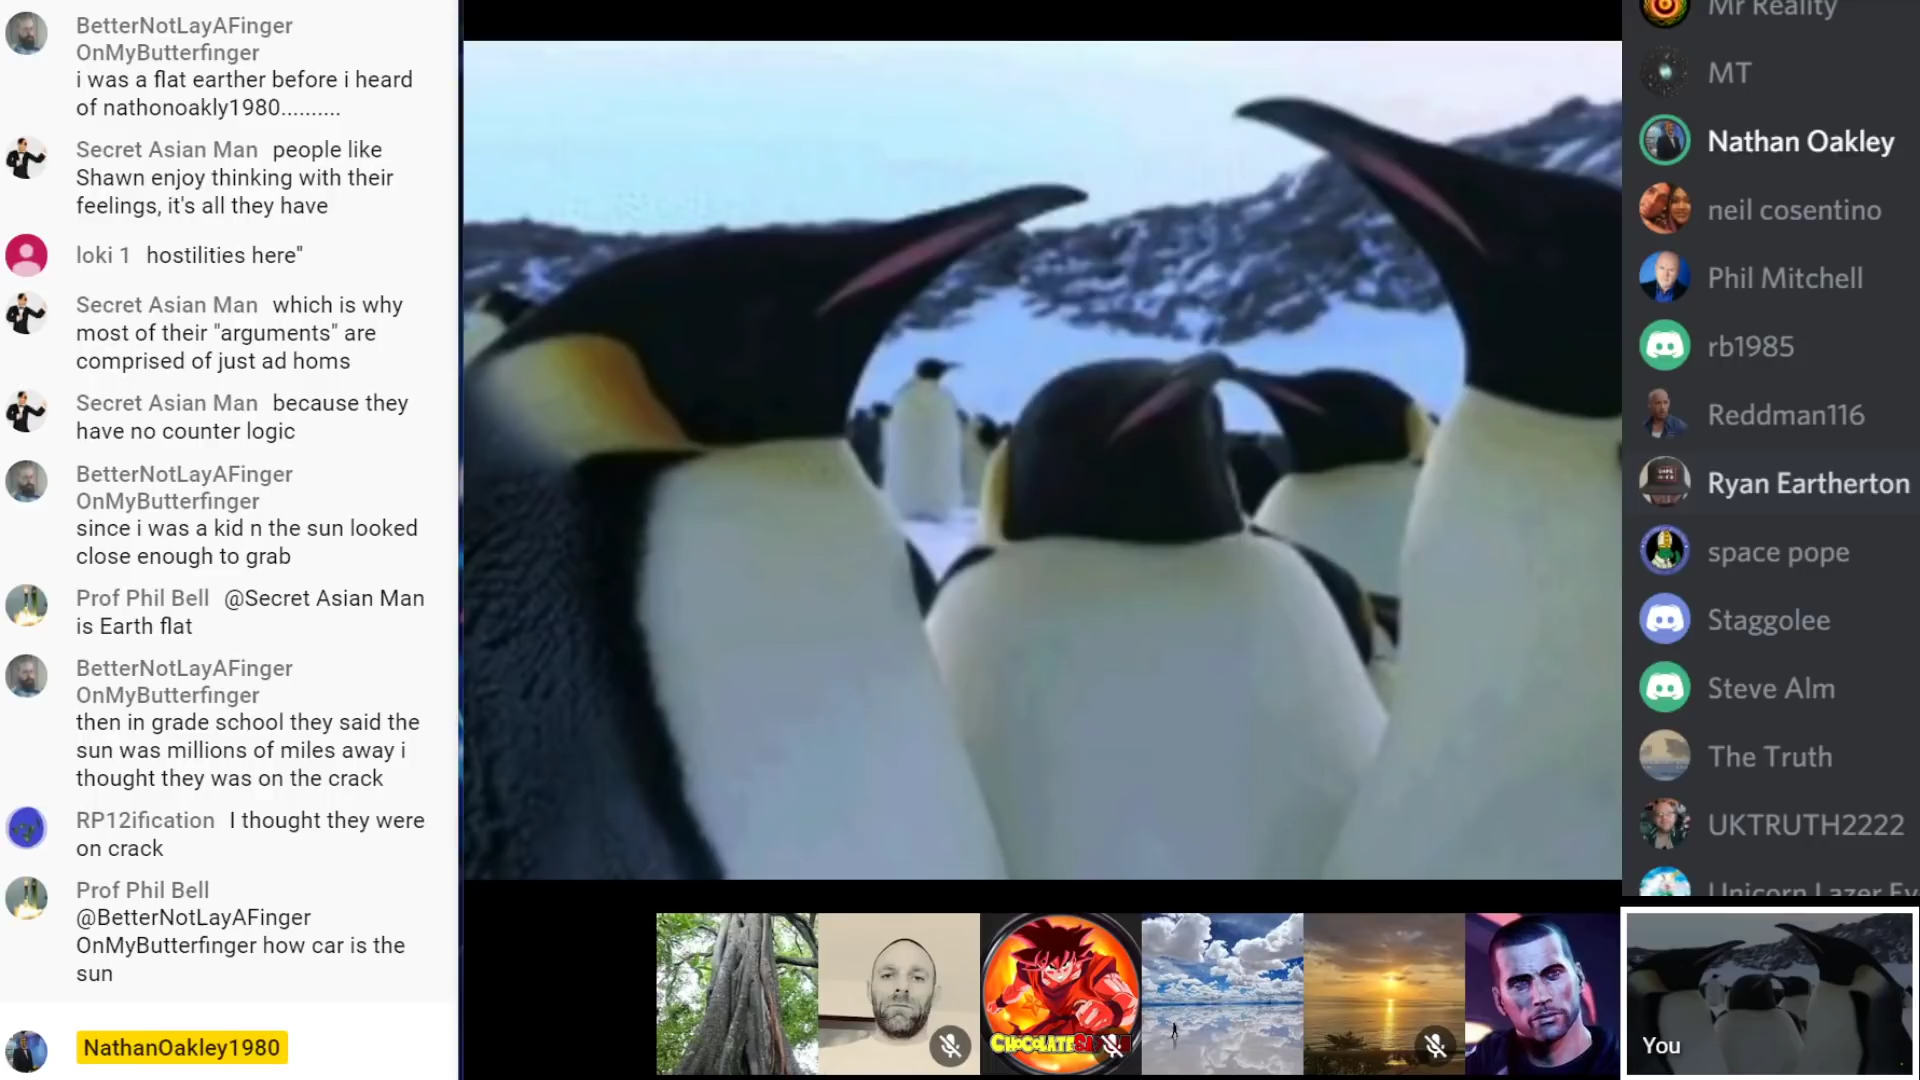 BetterNotLayAFinger
OnMyButterfinger
i was a flat earther before i heard
of nathonoakly1980..........
Secret Asian Man people like
Shawn enjoy thinking with their
feelings, it's all they have
loki 1 hostilities here"
Secret Asian Man which is why
most of their "arguments" are
comprised of just ad homs
Secret Asian Man because they
have no counter logic
BetterNotLayAFinger
OnMyButterfinger
since i was a kid n the sun looked
close enough to grab
Prof Phil Bell @Secret Asian Man
is Earth flat
BetterNotLayAFinger
OnMyButterfinger
then in grade school they said the
sun was millions of miles away i
thought they was on the crack
RP12ification I thought they were
on crack
Prof Phil Bell
@BetterNotLayAFinger
OnMyButterfinger how car is the
sun
NathanOakley1980
CHOCOLATE
Mr Reality
MT
Nathan Oakley
neil cosentino
Phil Mitchell
rb1985
Reddman116
Ryan Eartherton
space pope
Staggolee
Steve Alm
The Truth
UKTRUTH2222
Unicorn Lazer
You